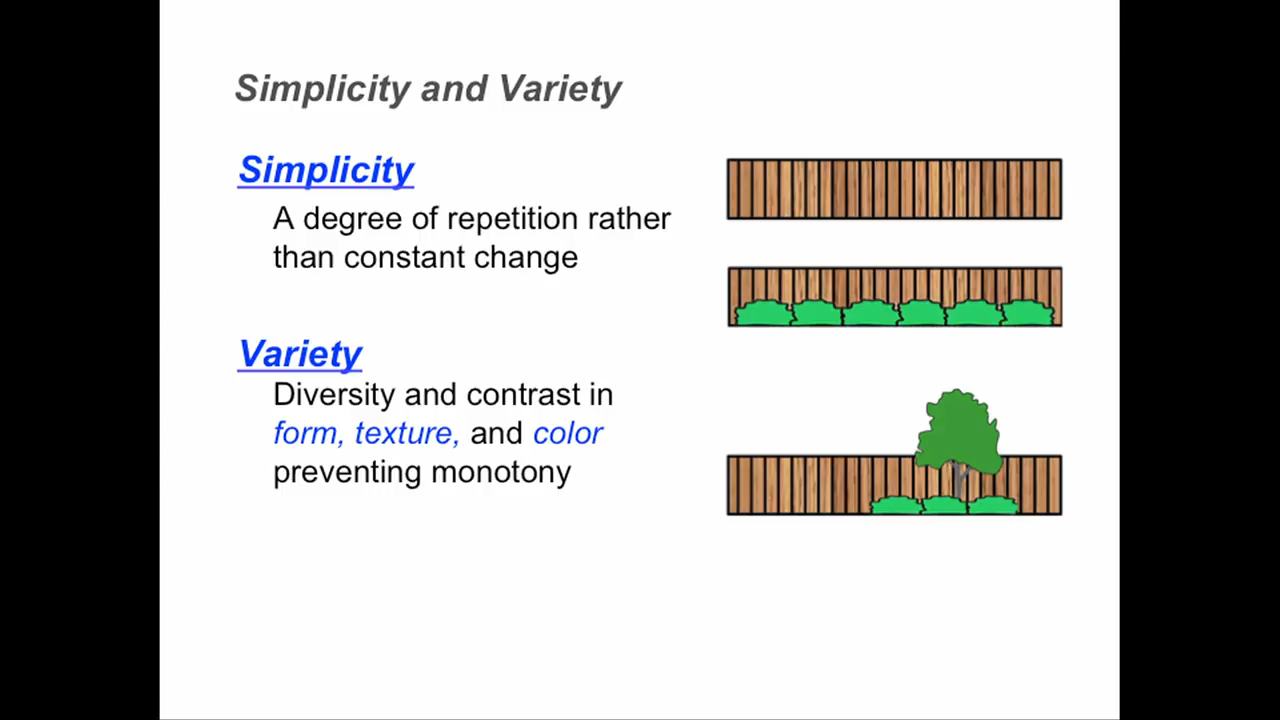 Simplicity and Variety
Simplicity
A degree of repetition rather
than constant change
Variety
Diversity and contrast in
form, texture, and color
preventing monotony